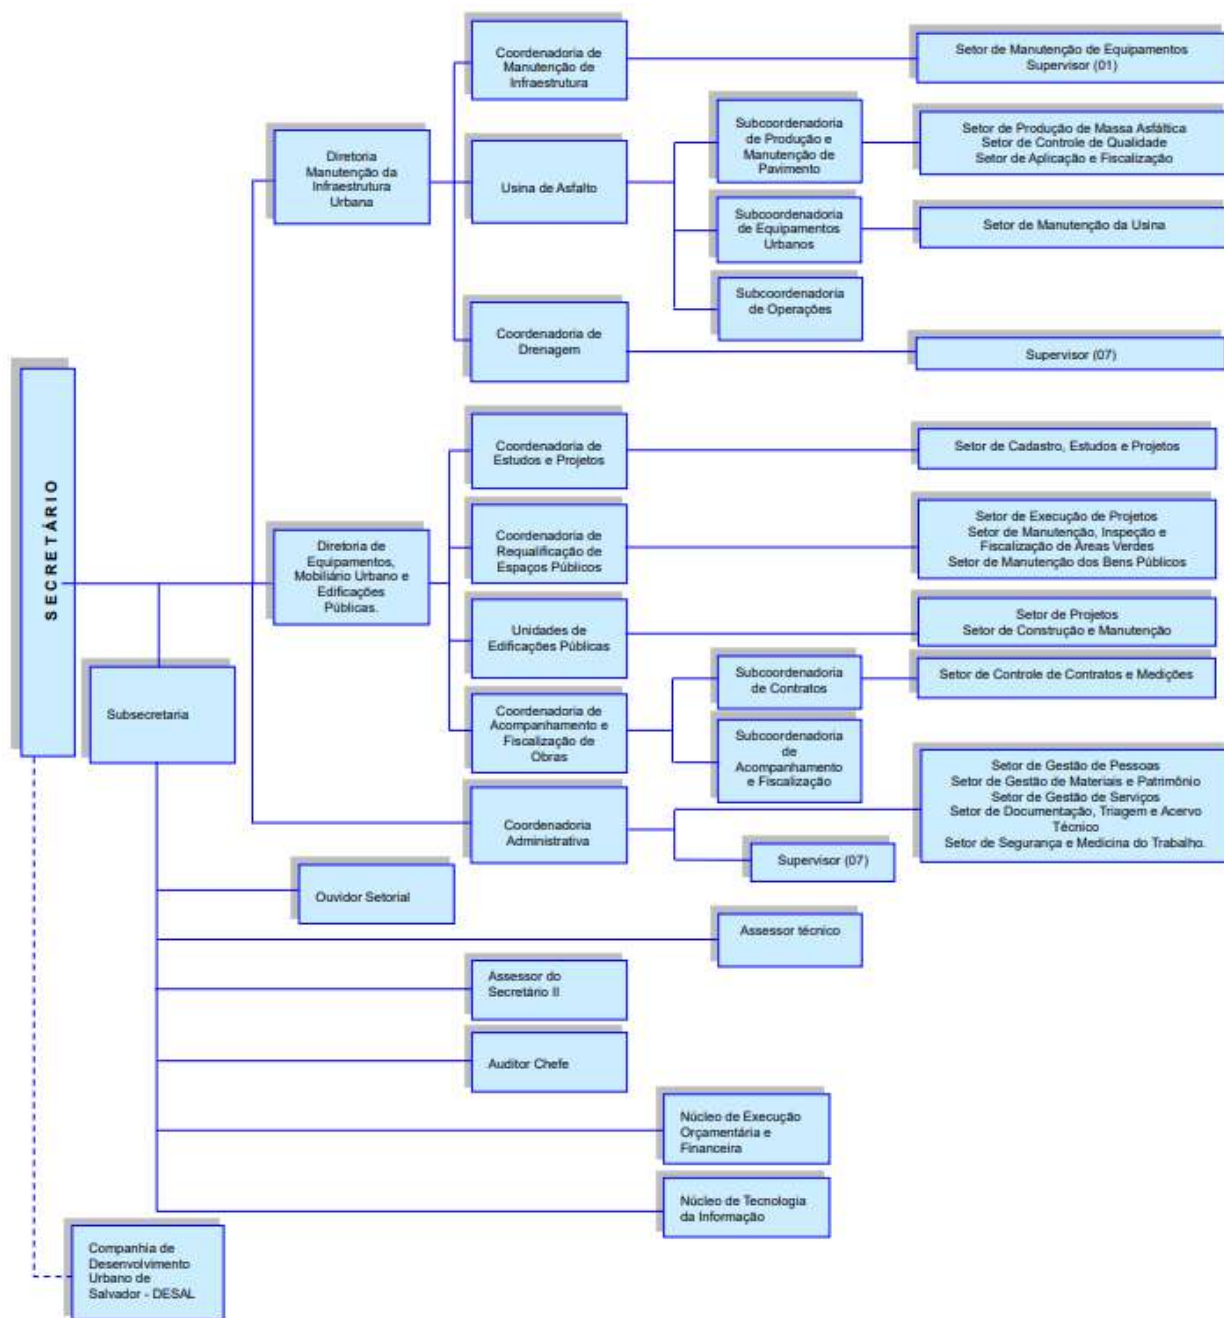 Coordenadoria de
Manutenção de
Infraestrutura
Setor de Manutenção de Equipamentos
Supervisor (01)
Diretoria
Manutenção da
Infraestrutura
Urbana
Usina de Asfalto
Subcoordenadoria
de Produção e
Manutenção de
Pavimento
Setor de Produção de Massa Asfáltica
Setor de Controle de Qualidade
Setor de Aplicação e Fiscalização
Subcoordenadoria
de Equipamentos
Urbanos
Setor de Manutenção da Usina
Subcoordenadoria
de Operações
Coordenadoria de
Drenagem
Supervisor (07)
SECRETÁRIO
Coordenadoria de
Estudos e Projetos
Setor de Cadastro, Estudos e Projetos
Diretoria de
Equipamentos,
Mobiliário Urbano e
Edificações
Públicas.
Coordenadoria de
Requalificação de
Espaços Públicos
Setor de Execução de Projetos
Setor de Manutenção, Inspeção e
Fiscalização de Áreas Verdes
Setor de Manutenção dos Bens Públicos
Unidades de
Edificações Públicas
Setor de Projetos
Setor de Construção e Manutenção
Subsecretaria
Coordenadoria de
Acompanhamento e
Fiscalização de
Obras
Subcoordenadoria
de Contratos
Setor de Controle de Contratos e Medições
Subcoordenadoria
de
Acompanhamento
e Fiscalização
Coordenadoria
Administrativa
Setor de Gestão de Pessoas
Setor de Gestão de Materiais e Patrimônio
Setor de Gestão de Serviços
Setor de Documentação, Triagem e Acervo
Técnico
Setor de Segurança e Medicina do Trabalho.
Supervisor (07)
Ouvidor Setorial
Assessor técnico
Assessor do
Secretário II
Auditor Chefe
Núcleo de Execução
Orçamentária e
Financeira
Núcleo de Tecnologia
da Informação
Companhia de
Desenvolvimento
Urbano de
Salvador - DESAL